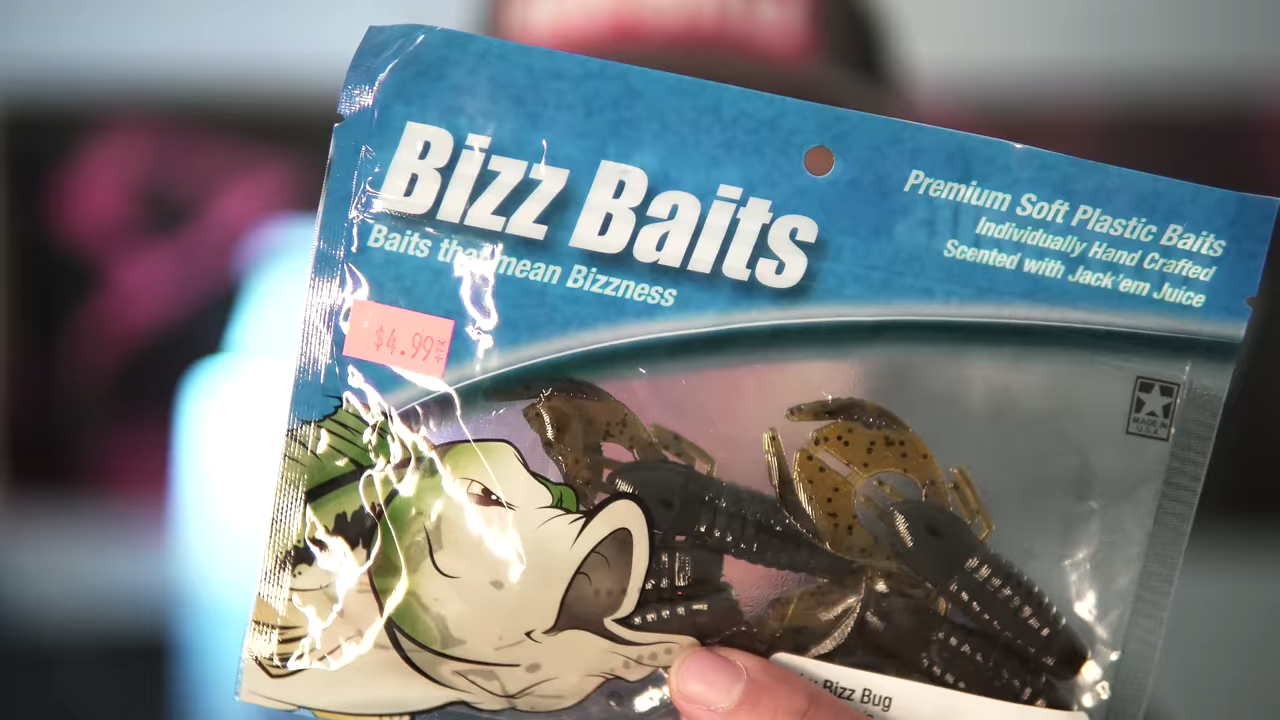 Bizz Baits
Baits that mean Bizzness
Premium Soft Plastic Baits
Individually Hand Crafted
Scented with Jack'em Juice
$4.99
MADE IN
U.S.A.
Bizz Bug